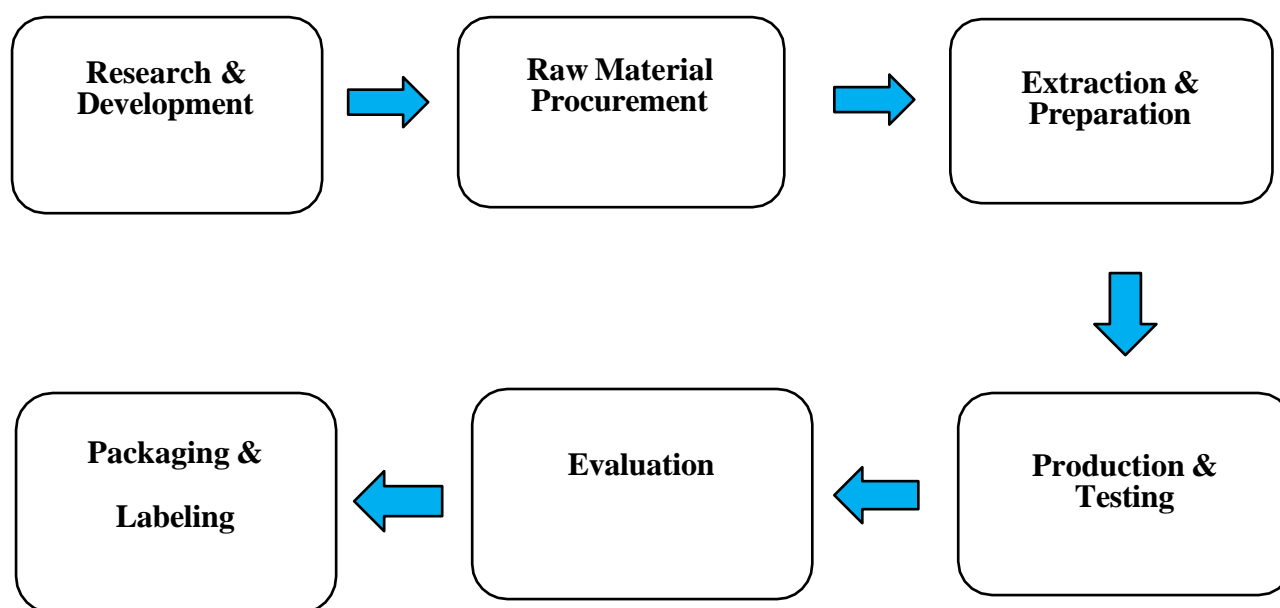 Research &
Development
Raw Material
Procurement
Extraction &
Preparation
Production &
Testing
Evaluation
Packaging &
Labeling